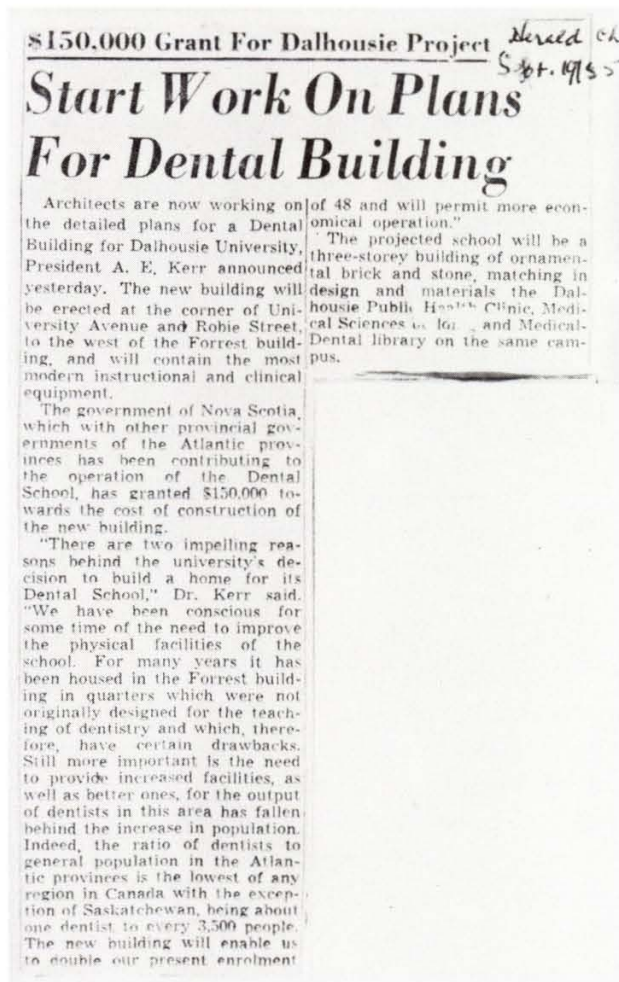 $150,000 Grant For Dalhousie Project
Herald Ch
Sept. 1955
Start Work On Plans
For Dental Building
Architects are now working on
the detailed plans for a Dental
Building for Dalhousie University,
President A. E. Kerr announced
yesterday. The new building will
be erected at the corner of Uni-
versity Avenue and Robie Street,
to the west of the Forrest build-
ing, and will contain the most
modern instructional and clinical
equipment.
The government of Nova Scotia,
which with other provincial gov-
ernments of the Atlantic prov-
inces has been contributing to
the operation of the Dental
School, has granted $150,000 to-
wards the cost of construction of
the new building.
"There are two impelling rea-
sons behind the university's de-
cision to build a home for its
Dental School," Dr. Kerr said.
"We have been conscious for
some time of the need to improve
the physical facilities of the
school. For many years it has
been housed in the Forrest build-
ing in quarters which were not
originally designed for the teach-
ing of dentistry and which, there-
fore, have certain drawbacks.
Still more important is the need
to provide increased facilities, as
well as better ones, for the output
of dentists in this area has fallen
behind the increase in population.
Indeed, the ratio of dentists to
general population in the Atlan-
tic provinces is the lowest of any
region in Canada with the excep-
tion of Saskatchewan, being about
one dentist to every 3,500 people.
The new building will enable us
to double our present enrolment
of 48 and will permit more econ-
omical operation."
The projected school will be a
three-storey building of ornamen-
tal brick and stone, matching in
design and materials the Dal-
housie Public Health Clinic, Medi-
cal Sciences and Medical-
Dental library on the same cam-
pus.